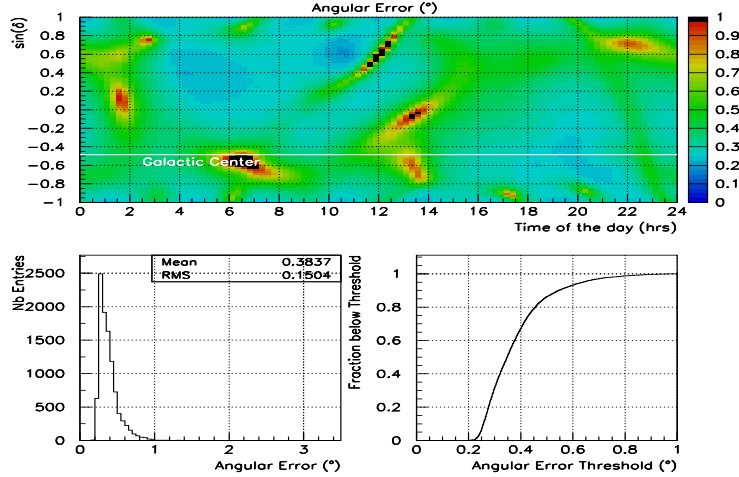 Angular Error (°)
sin(δ)
1
0.8
0.6
0.4
0.2
0
−0.2
−0.4
−0.6
−0.8
−1
Galactic Center
0 2 4 6 8 10 12 14 16 18 20 22 24
Time of the day (hrs)
1
0.9
0.8
0.7
0.6
0.5
0.4
0.3
0.2
0.1
0
Nb Entries
2500
2000
1500
1000
500
0
Mean 0.3837
RMS 0.1504
0 1 2 3
Angular Error (°)
Fraction below Threshold
1
0.8
0.6
0.4
0.2
0
0 0.2 0.4 0.6 0.8 1
Angular Error Threshold (°)